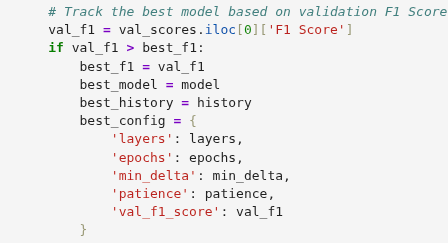 # Track the best model based on validation F1 Score
val_f1 = val_scores.iloc[0]['F1 Score']
if val_f1 > best_f1:
    best_f1 = val_f1
    best_model = model
    best_history = history
    best_config = {
        'layers': layers,
        'epochs': epochs,
        'min_delta': min_delta,
        'patience': patience,
        'val_f1_score': val_f1
    }